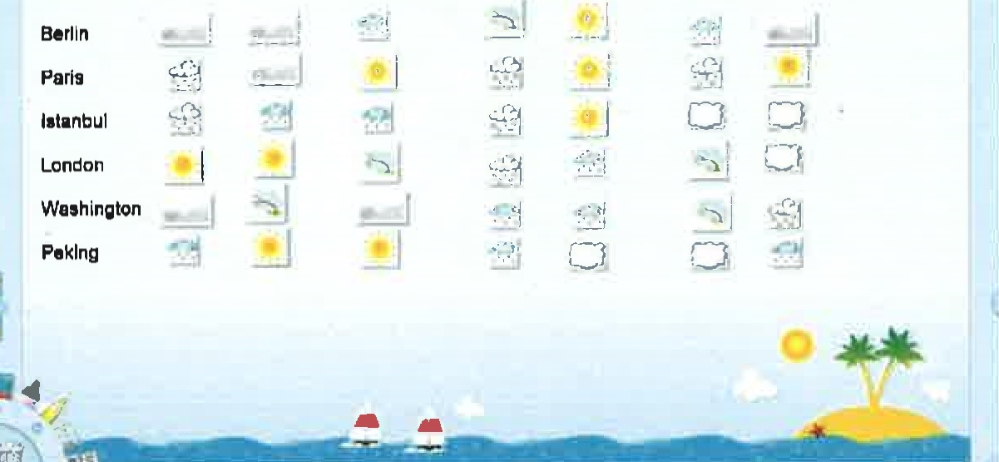 Berlin
Paris
Istanbul
London
Washington
Peking